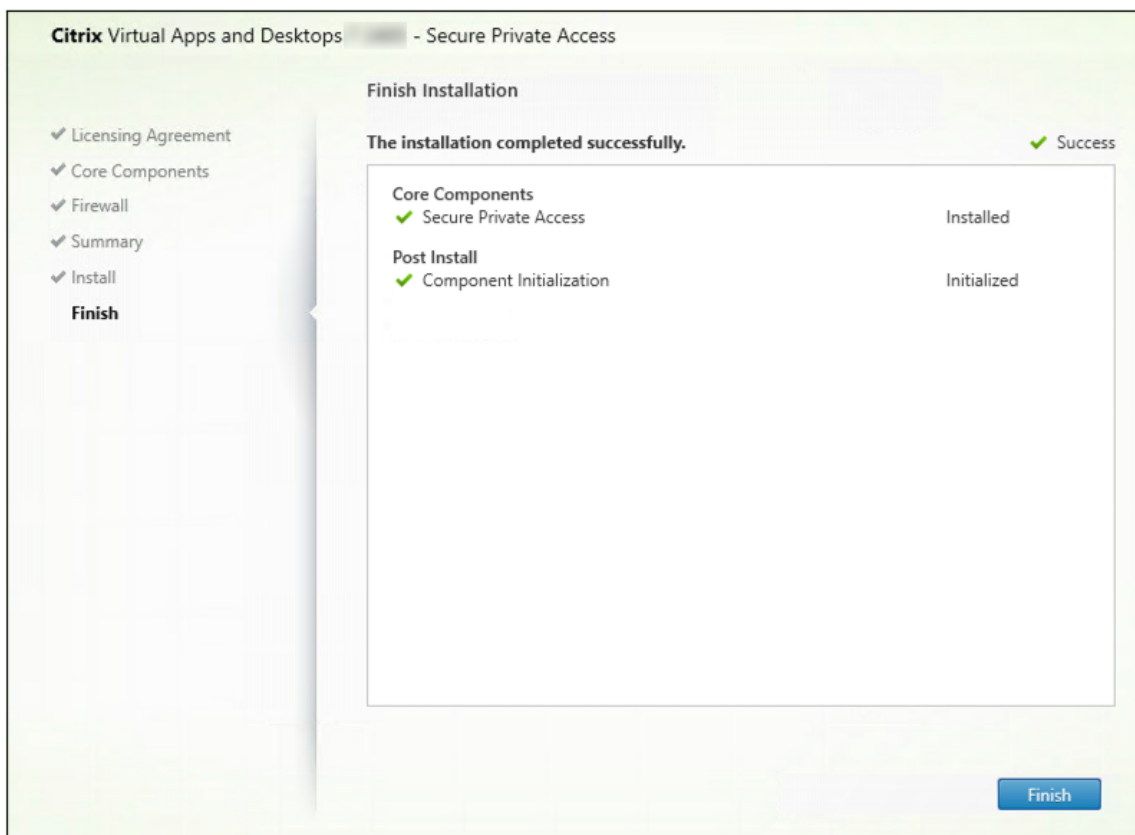 Citrix Virtual Apps and Desktops - Secure Private Access
Finish Installation
Licensing Agreement
Core Components
Firewall
Summary
Install
Finish
The installation completed successfully. Success
Core Components
Secure Private Access Installed
Post Install
Component Initialization Initialized
Finish